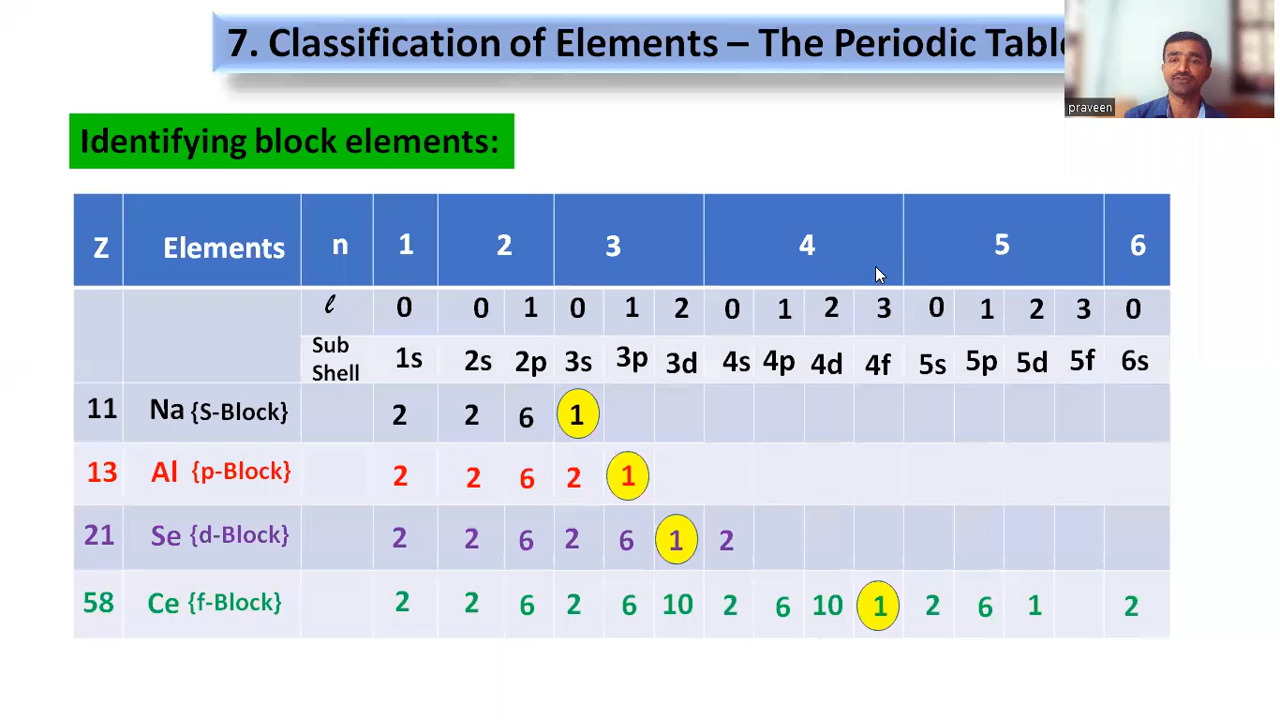 7. Classification of Elements – The Periodic Table
praveen
Identifying block elements:
Z Elements n 1 2 3 4 5 6
ℓ 0 0 1 0 1 2 0 1 2 3 0 1 2 3 0
Sub Shell 1s 2s 2p 3s 3p 3d 4s 4p 4d 4f 5s 5p 5d 5f 6s
11 Na {S-Block} 2 2 6 1
13 Al {p-Block} 2 2 6 2 1
21 Se {d-Block} 2 2 6 2 6 1 2
58 Ce {f-Block} 2 2 6 2 6 10 2 6 10 1 2 6 1 2